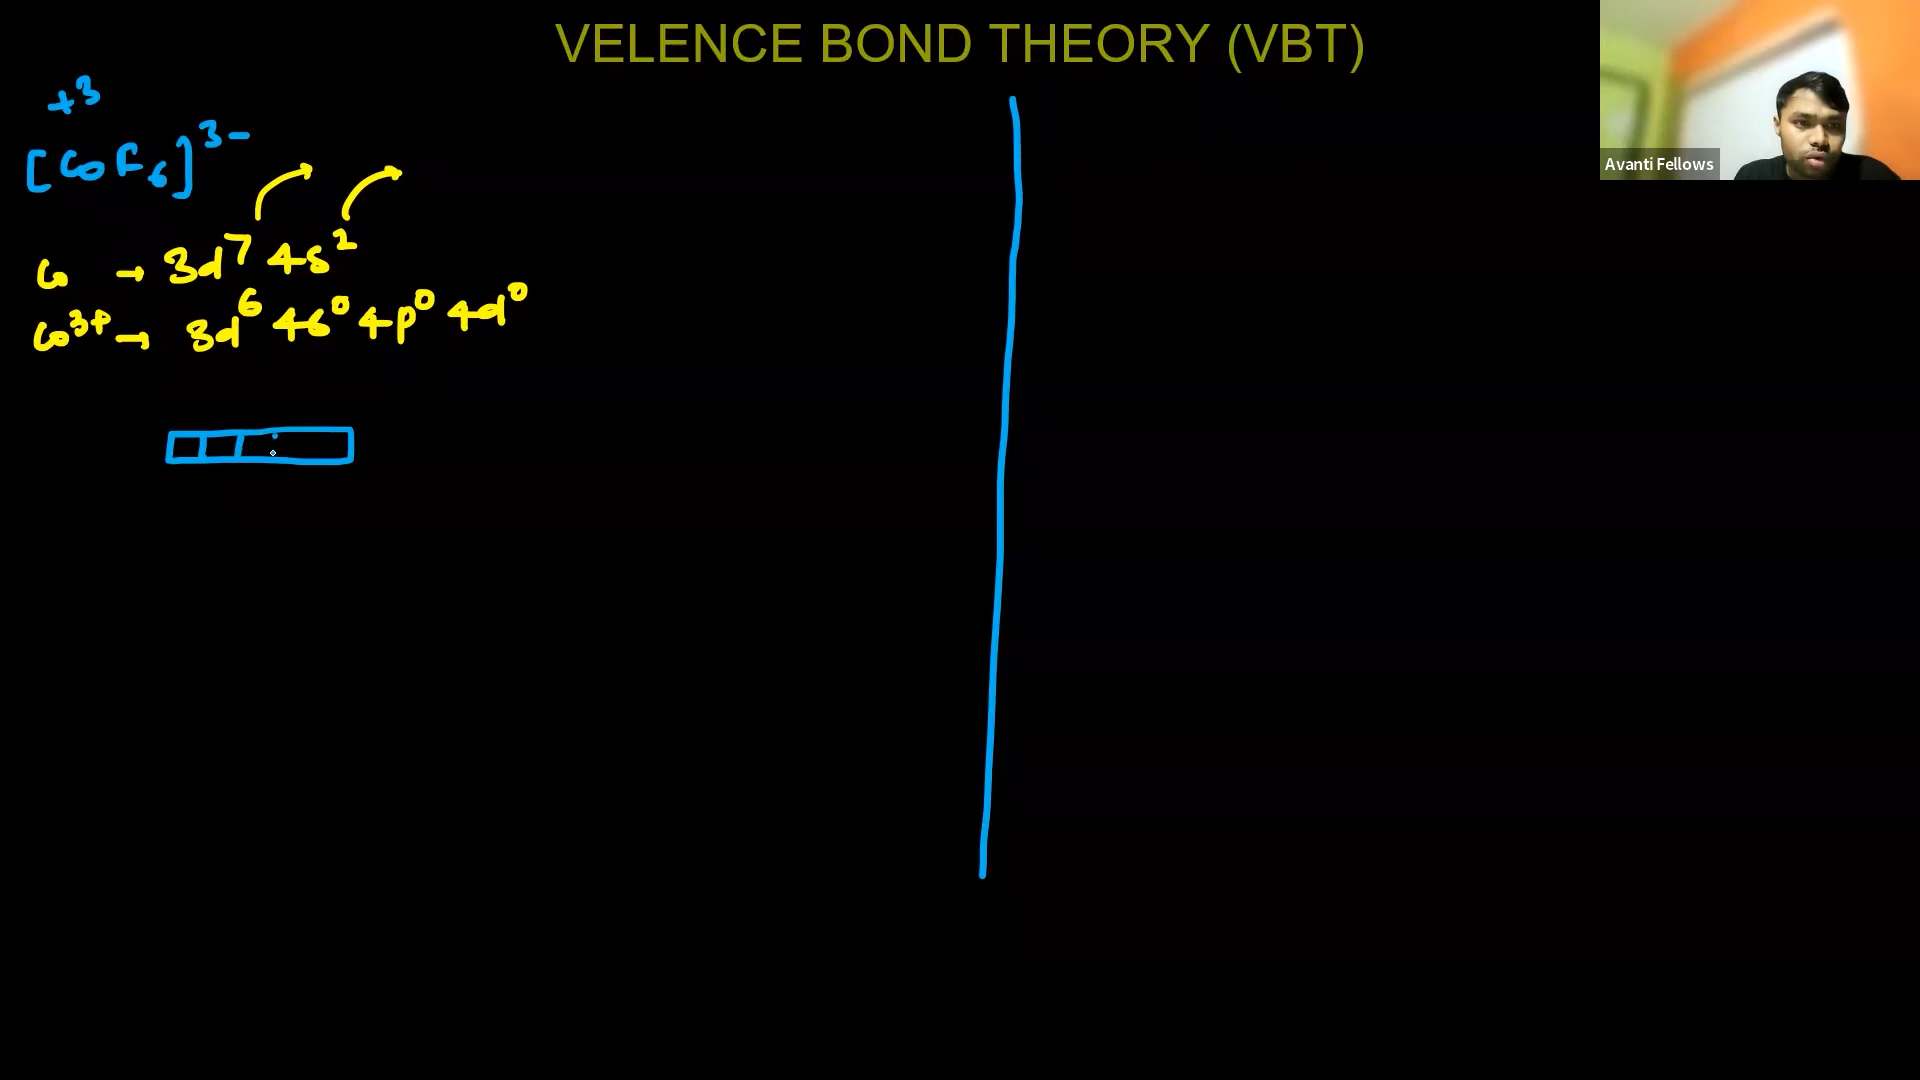 VELENCE BOND THEORY (VBT)
+3
[CoF₆]³⁻
Co → 3d⁷ 4s²
Co³⁺ → 3d⁶ 4s⁰ 4p⁰ 4d⁰
Avanti Fellows